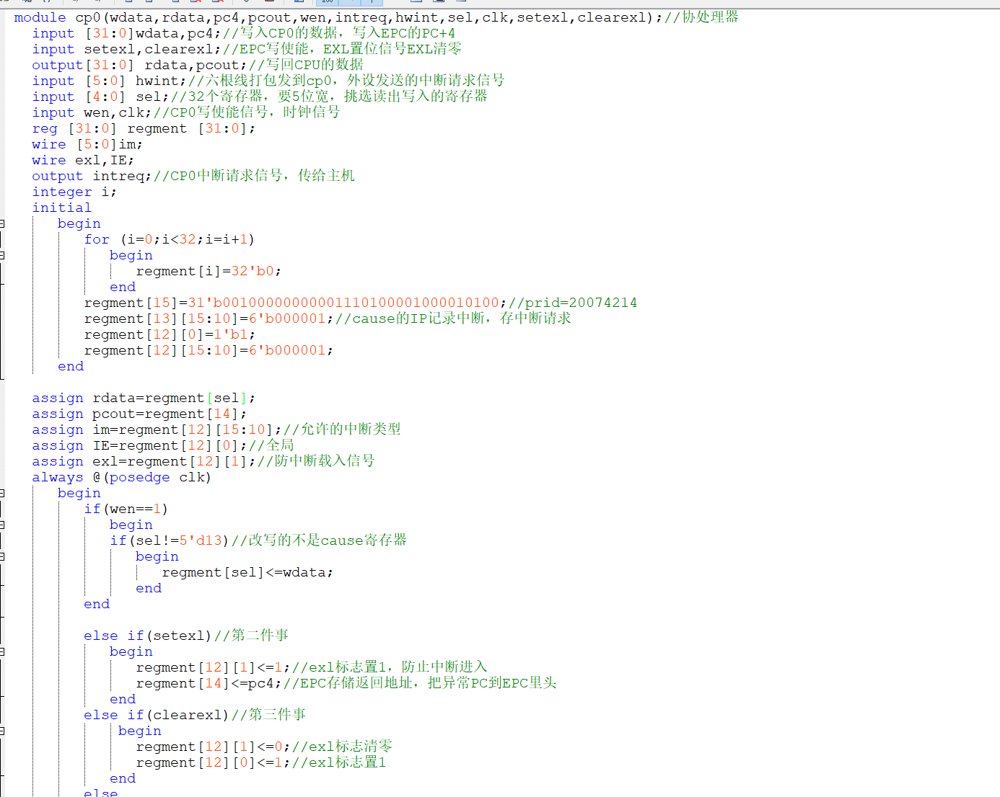 module cp0(wdata,rdata,pc4,pcout,wen,intreq,hwint,sel,clk,setexl,clearexl);//协处理器
input [31:0]wdata,pc4;//写入CP0的数据，写入EPC的PC+4
input setexl,clearexl;//EPC写使能，EXL置位信号EXL清零
output[31:0] rdata,pcout;//写回CPU的数据
input [5:0] hwint;//六根线打包发到cp0，外设发送的中断请求信号
input [4:0] sel;//32个寄存器，要5位宽，挑选读出写入的寄存器
input wen,clk;//CP0写使能信号，时钟信号
reg [31:0] regment [31:0];
wire [5:0]im;
wire exl,IE;
output intreq;//CP0中断请求信号，传给主机
integer i;
initial
begin
for (i=0;i<32;i=i+1)
begin
regment[i]=32'b0;
end
regment[15]=31'b0010000000000111010000100001010​0;//prid=20074214
regment[13][15:10]=6'b000001;//cause的IP记录中断，存中断请求
regment[12][0]=1'b1;
regment[12][15:10]=6'b000001;
end
assign rdata=regment[sel];
assign pcout=regment[14];
assign im=regment[12][15:10];//允许的中断类型
assign IE=regment[12][0];//全局
assign exl=regment[12][1];//防中断载入信号
always @(posedge clk)
begin
if(wen==1)
begin
if(sel!=5'd13)//改写的不是cause寄存器
begin
regment[sel]<=wdata;
end
end
else if(setexl)//第二件事
begin
regment[12][1]<=1;//exl标志置1，防止中断进入
regment[14]<=pc4;//EPC存储返回地址，把异常PC到EPC里头
end
else if(clearexl)//第三件事
begin
regment[12][1]<=0;//exl标志清零
regment[12][0]<=1;//exl标志置1
end
else